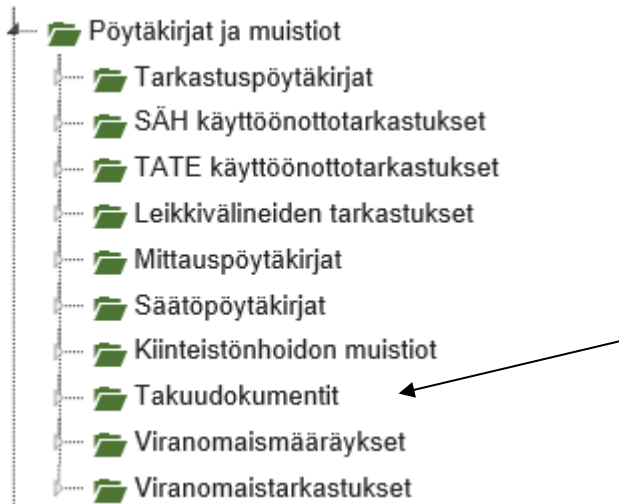 Pöytäkirjat ja muistiot
Tarkastuspöytäkirjat
SÄH käyttöönottotarkastukset
TATE käyttöönottotarkastukset
Leikkivälineiden tarkastukset
Mittauspöytäkirjat
Säätöpöytäkirjat
Kiinteistönhoidon muistiot
Takuudokumentit
Viranomaismääräykset
Viranomaistarkastukset